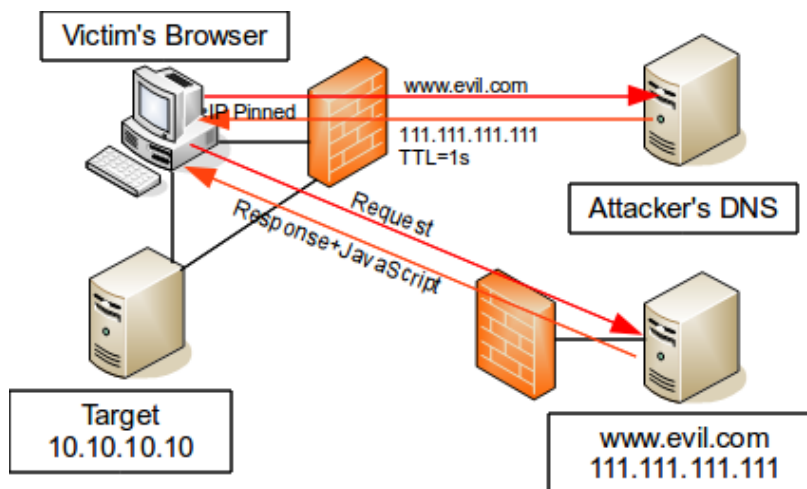 Victim's Browser
www.evil.com
IP Pinned
111.111.111.111
TTL=1s
Attacker's DNS
Request
Response+JavaScript
Target
10.10.10.10
www.evil.com
111.111.111.111